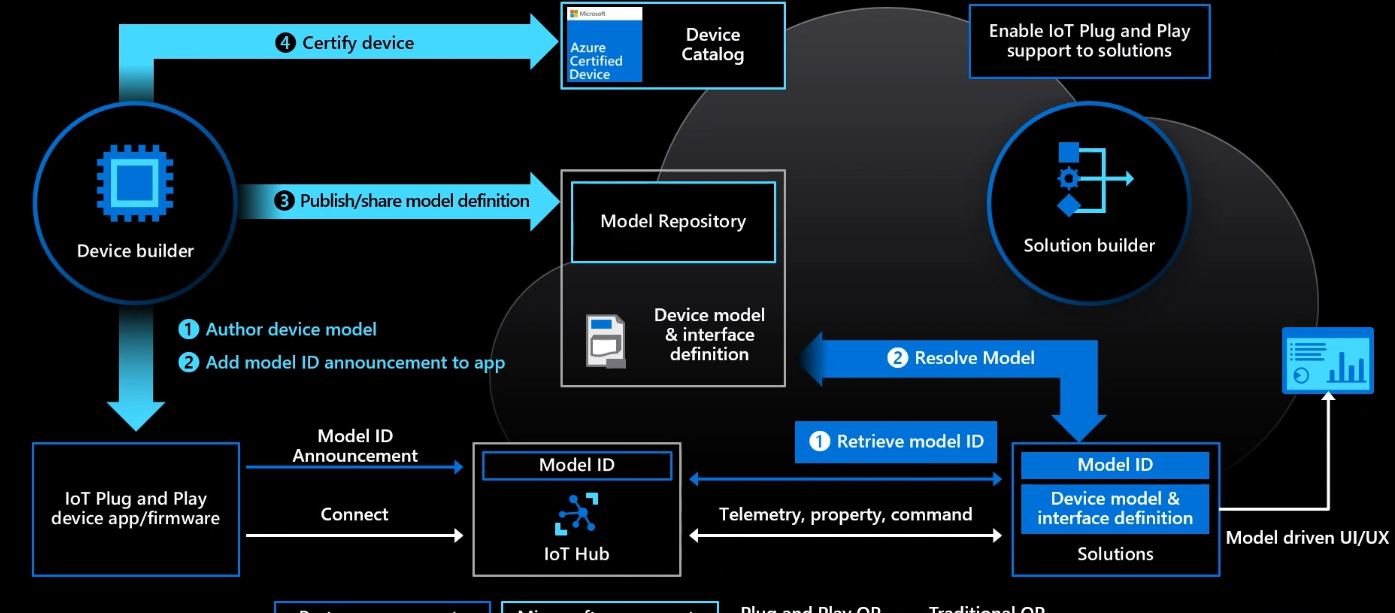 4 Certify device
Microsoft
Azure
Certified
Device
Device
Catalog
Enable IoT Plug and Play
support to solutions
Device builder
3 Publish/share model definition
Model Repository
Device model
& interface
definition
Solution builder
1 Author device model
2 Add model ID announcement to app
2 Resolve Model
IoT Plug and Play
device app/firmware
Model ID
Announcement
Connect
Model ID
IoT Hub
1 Retrieve model ID
Telemetry, property, command
Model ID
Device model &
interface definition
Solutions
Model driven UI/UX
Plug and Play OP
Traditional OP